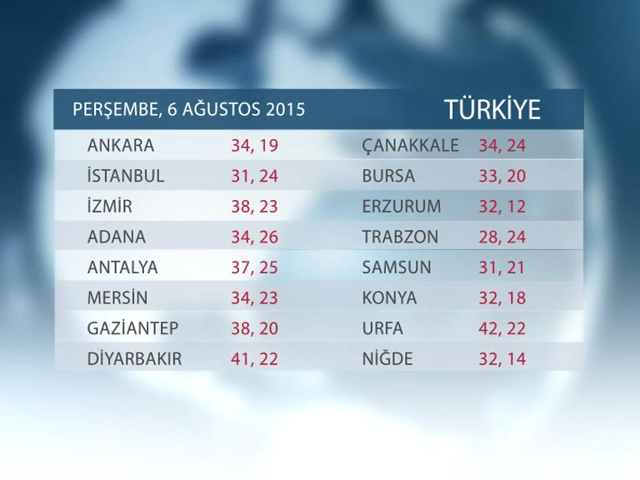 PERŞEMBE, 6 AĞUSTOS 2015 TÜRKİYE
ANKARA 34, 19 ÇANAKKALE 34, 24
İSTANBUL 31, 24 BURSA 33, 20
İZMİR 38, 23 ERZURUM 32, 12
ADANA 34, 26 TRABZON 28, 24
ANTALYA 37, 25 SAMSUN 31, 21
MERSİN 34, 23 KONYA 32, 18
GAZİANTEP 38, 20 URFA 42, 22
DİYARBAKIR 41, 22 NİĞDE 32, 14